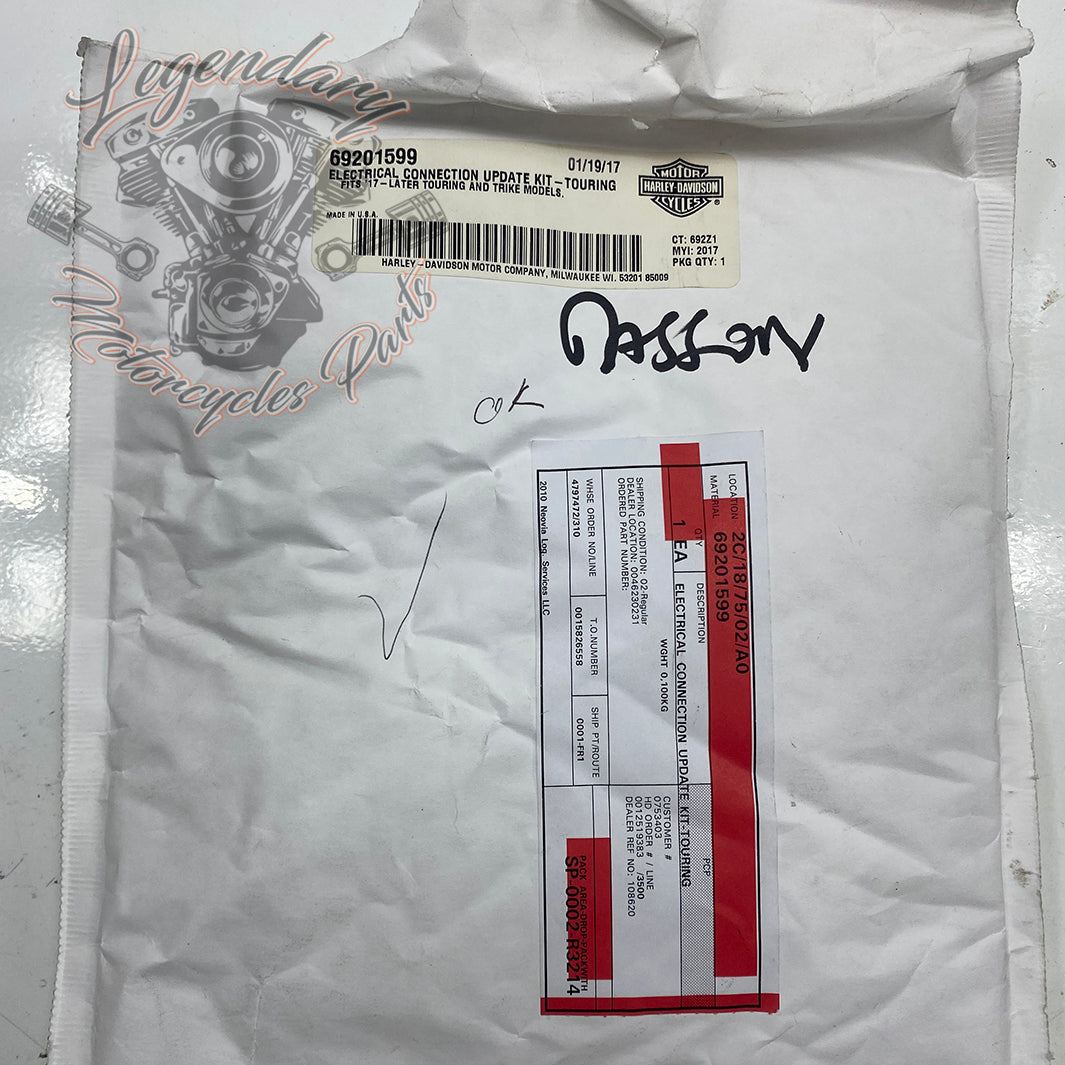 Legendary
Motorcycles Parts
69201599 01/19/17
ELECTRICAL CONNECTION UPDATE KIT-TOURING
FITS '17-LATER TOURING AND TRIKE MODELS.
MADE IN U.S.A.
HARLEY-DAVIDSON MOTOR COMPANY, MILWAUKEE WI. 53201 85009
MOTOR
HARLEY-DAVIDSON
CYCLES
®
CT: 692Z1
MYI: 2017
PKG QTY: 1
OK
LOCATION 2C/18/75/02/A0
MATERIAL 69201599
QTY DESCRIPTION PCP
1 EA ELECTRICAL CONNECTION UPDATE KIT-TOURING
WGHT 0,100KG
SHIPPING CONDITION: 02-Regular
DEALER LOCATION: 0046230231
ORDERED PART NUMBER:
CUSTOMER #
0753403
HD ORDER # / LINE
0012519383 /3500
DEALER REF NO: 108620
WHSE ORDER NO/LINE
4797472/310
T.O.NUMBER
0015826558
SHIP PT/ROUTE
0001-FR1
PACK AREA-DROP-PACKWITH
SP-0002-R3214
2010 Neovia Log. Services LLC